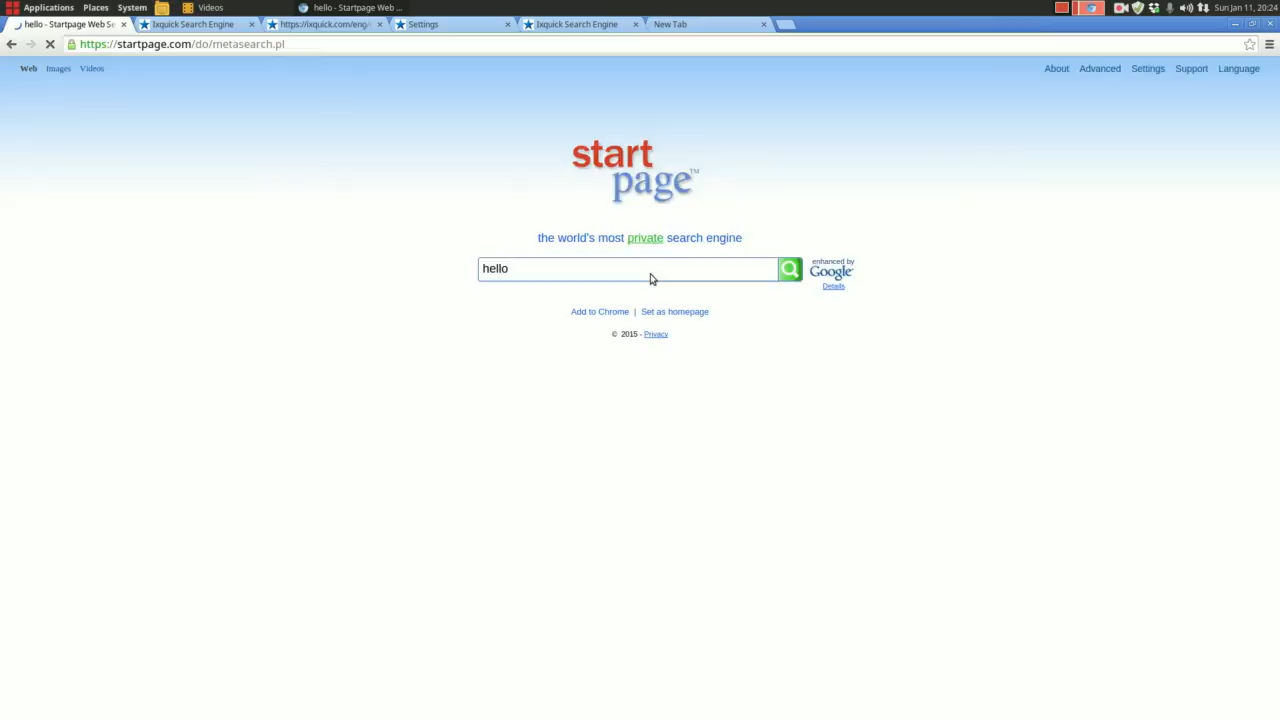 Applications Places System Videos hello - Startpage Web ... Sun Jan 11, 20:24
hello - Startpage Web Se Ixquick Search Engine https://ixquick.com/eng/ Settings Ixquick Search Engine New Tab
https://startpage.com/do/metasearch.pl
Web Images Videos About Advanced Settings Support Language
start
page™
the world's most private search engine
hello
enhanced by
Google™
Details
Add to Chrome | Set as homepage
© 2015 - Privacy